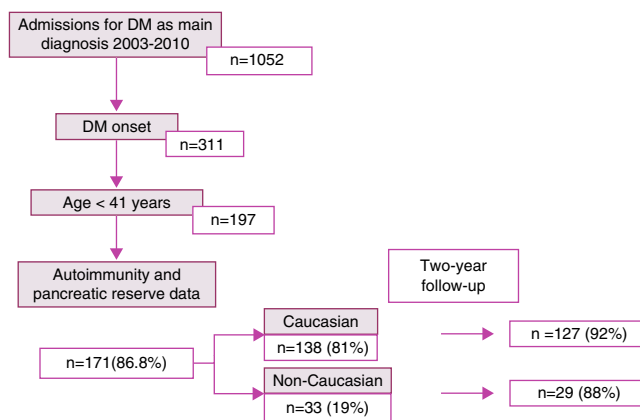 Admissions for DM as main
diagnosis 2003-2010
n=1052
DM onset
n=311
Age < 41 years
n=197
Autoimmunity and
pancreatic reserve data
Two-year
follow-up
Caucasian
n=138 (81%)
n =127 (92%)
n=171(86.8%)
Non-Caucasian
n=33 (19%)
n=29 (88%)